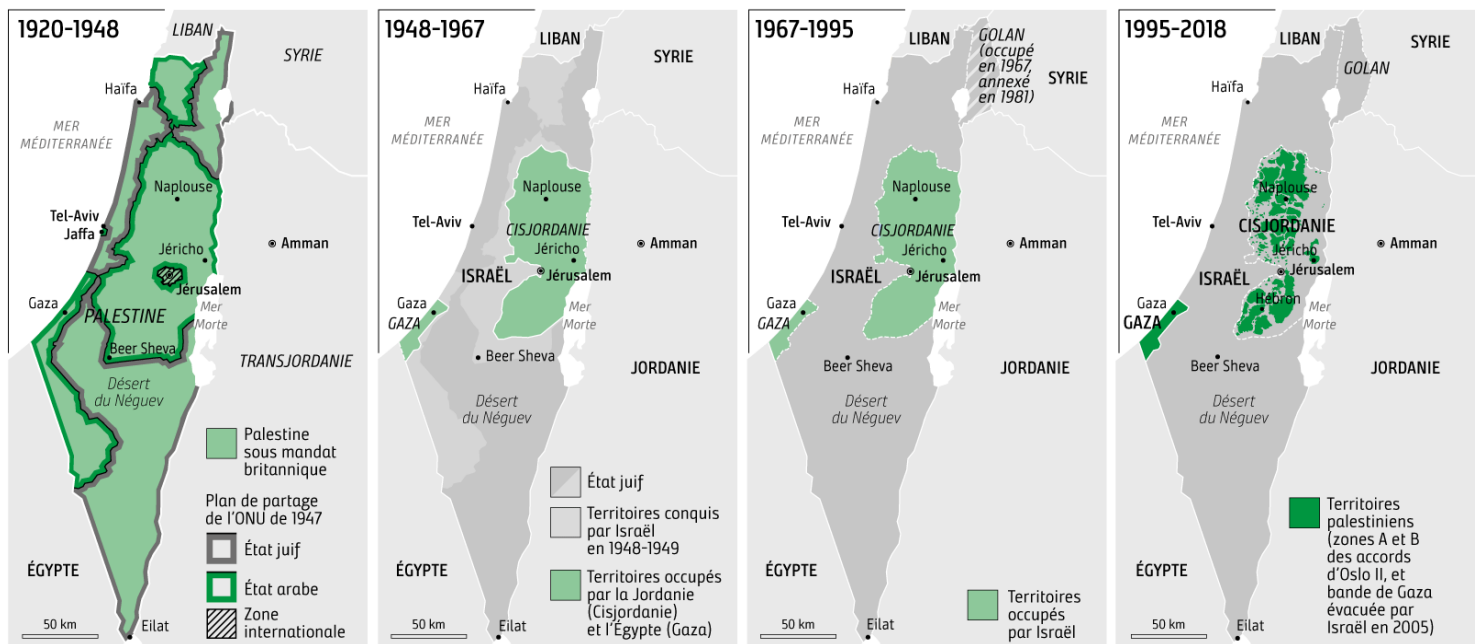 1920-1948
LIBAN
SYRIE
Haïfa
MER
MÉDITERRANÉE
Naplouse
Tel-Aviv
Jaffa
Amman
Jéricho
Jérusalem
Gaza
PALESTINE
Mer
Morte
Beer Sheva
TRANSJORDANIE
Désert
du Néguev
Palestine
sous mandat
britannique
Plan de partage
de l'ONU de 1947
État juif
État arabe
Zone
internationale
ÉGYPTE
50 km
Eilat
1948-1967
LIBAN
SYRIE
Haïfa
MER
MÉDITERRANÉE
Naplouse
Tel-Aviv
CISJORDANIE
Amman
Jéricho
ISRAËL
Jérusalem
Gaza
GAZA
Mer
Morte
Beer Sheva
JORDANIE
Désert
du Néguev
État juif
Territoires conquis
par Israël
en 1948-1949
Territoires occupés
par la Jordanie
(Cisjordanie)
et l'Égypte (Gaza)
ÉGYPTE
50 km
Eilat
1967-1995
LIBAN
GOLAN
(occupé
en 1967,
annexé
en 1981)
SYRIE
Haïfa
MER
MÉDITERRANÉE
Naplouse
Tel-Aviv
CISJORDANIE
Amman
Jéricho
ISRAËL
Jérusalem
Gaza
GAZA
Mer
Morte
Beer Sheva
JORDANIE
Désert
du Néguev
ÉGYPTE
Territoires
occupés
par Israël
50 km
Eilat
1995-2018
LIBAN
SYRIE
GOLAN
Haïfa
MER
MÉDITERRANÉE
Naplouse
Tel-Aviv
CISJORDANIE
Amman
Jéricho
ISRAËL
Jérusalem
Gaza
GAZA
Hébron
Mer
Morte
Beer Sheva
JORDANIE
Désert
du Néguev
Territoires
palestiniens
(zones A et B
des accords
d'Oslo II, et
bande de Gaza
évacuée par
Israël en 2005)
ÉGYPTE
50 km
Eilat